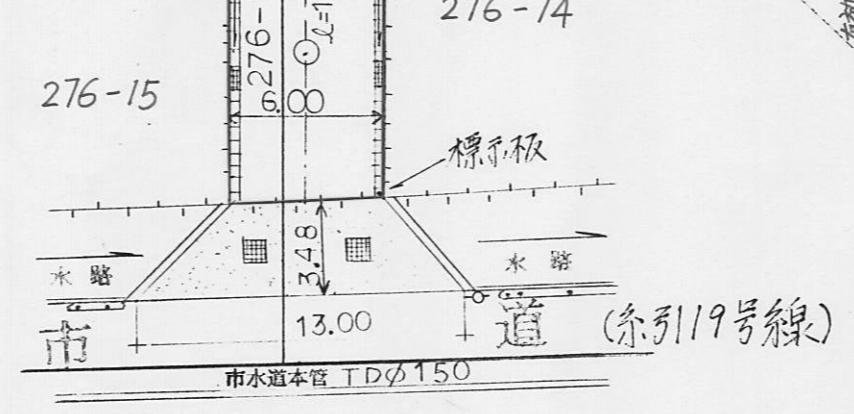 276-14
276-
ℓ=1
276-15
6.00
標示板
3.48
水路
水路
13.00
市
道
(糸引119号線)
市水道本管 TDφ150